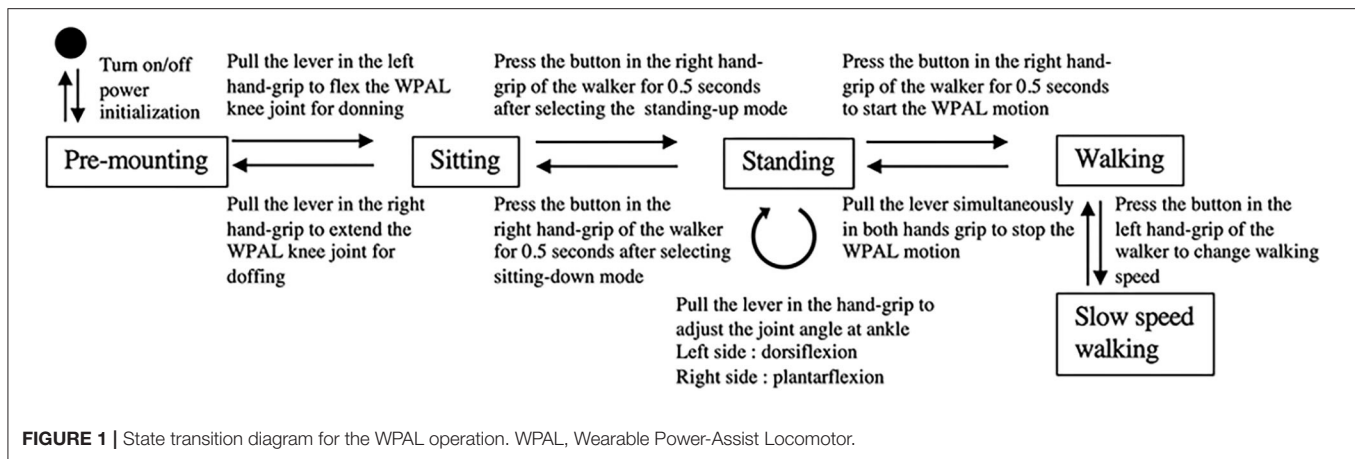 Turn on/off
power
initialization
Pull the lever in the left
hand-grip to flex the WPAL
knee joint for donning
Press the button in the right hand-
grip of the walker for 0.5 seconds
after selecting the standing-up mode
Press the button in the right hand-
grip of the walker for 0.5 seconds
to start the WPAL motion
Pre-mounting
Sitting
Standing
Walking
Pull the lever in the right
hand-grip to extend the
WPAL knee joint for
doffing
Press the button in the
right hand-grip of the walker
for 0.5 seconds after selecting
sitting-down mode
Pull the lever simultaneously
in both hands grip to stop the
WPAL motion
Press the button in the
left hand-grip of the
walker to change walking
speed
Pull the lever in the hand-grip to
adjust the joint angle at ankle
Left side : dorsiflexion
Right side : plantarflexion
Slow speed
walking
FIGURE 1 | State transition diagram for the WPAL operation. WPAL, Wearable Power-Assist Locomotor.